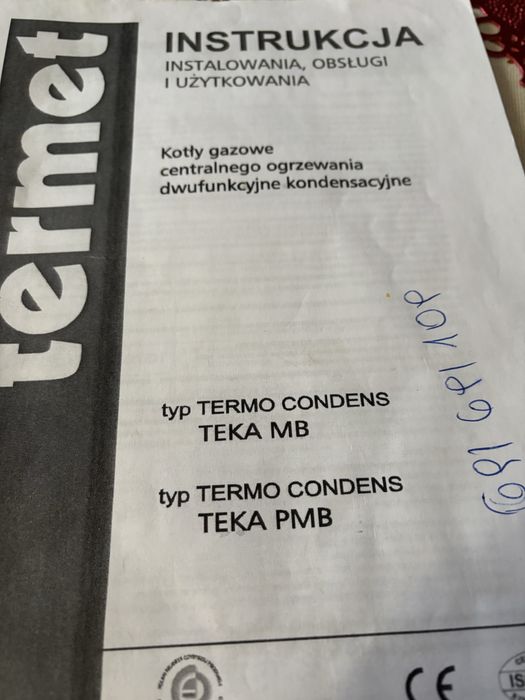 termet
INSTRUKCJA
INSTALOWANIA, OBSŁUGI
I UŻYTKOWANIA
Kotły gazowe
centralnego ogrzewania
dwufunkcyjne kondensacyjne
typ TERMO CONDENS
TEKA MB
typ TERMO CONDENS
TEKA PMB
CE
IS